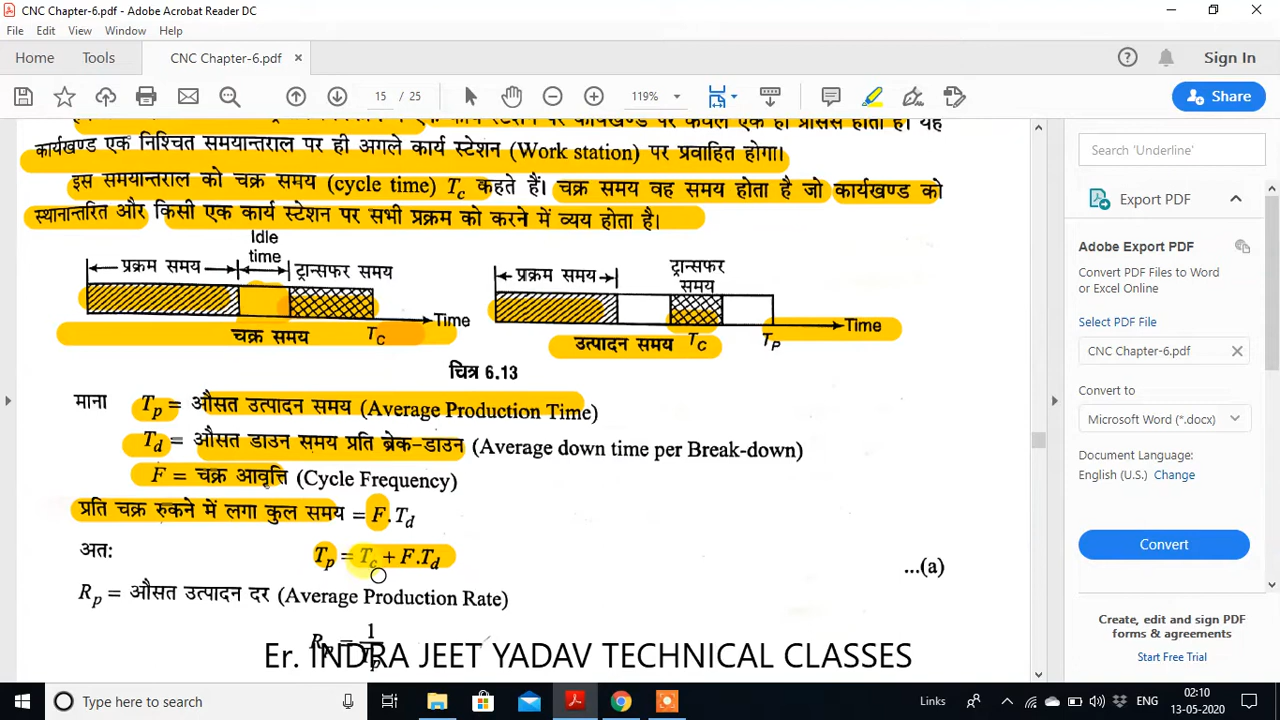 CNC Chapter-6.pdf - Adobe Acrobat Reader DC
File Edit View Window Help
Home Tools CNC Chapter-6.pdf Sign In
15 / 25 119% Share
कार्यखण्ड एक निश्चित समयान्तराल पर ही अगले कार्य स्टेशन (Work station) पर प्रवाहित होगा।
इस समयान्तराल को चक्र समय (cycle time) Tc कहते हैं। चक्र समय वह समय होता है जो कार्यखण्ड को
स्थानान्तरित और किसी एक कार्य स्टेशन पर सभी प्रक्रम को करने में व्यय होता है।
Idle
time
प्रक्रम समय ट्रान्सफर समय
Time
चक्र समय TC
ट्रान्सफर
समय
प्रक्रम समय
Time
उत्पादन समय TC TP
चित्र 6.13
माना Tp = औसत उत्पादन समय (Average Production Time)
Td = औसत डाउन समय प्रति ब्रेक-डाउन (Average down time per Break-down)
F = चक्र आवृत्ति (Cycle Frequency)
प्रति चक्र रुकने में लगा कुल समय = F.Td
अतः Tp = Tc + F.Td ...(a)
Rp = औसत उत्पादन दर (Average Production Rate)
Rp = 1
Tp
Er. INDRA JEET YADAV TECHNICAL CLASSES
Search 'Underline'
Export PDF
Adobe Export PDF
Convert PDF Files to Word
or Excel Online
Select PDF File
CNC Chapter-6.pdf
Convert to
Microsoft Word (*.docx)
Document Language:
English (U.S.) Change
Convert
Create, edit and sign PDF
forms & agreements
Start Free Trial
Type here to search
Links ENG 02:10
13-05-2020